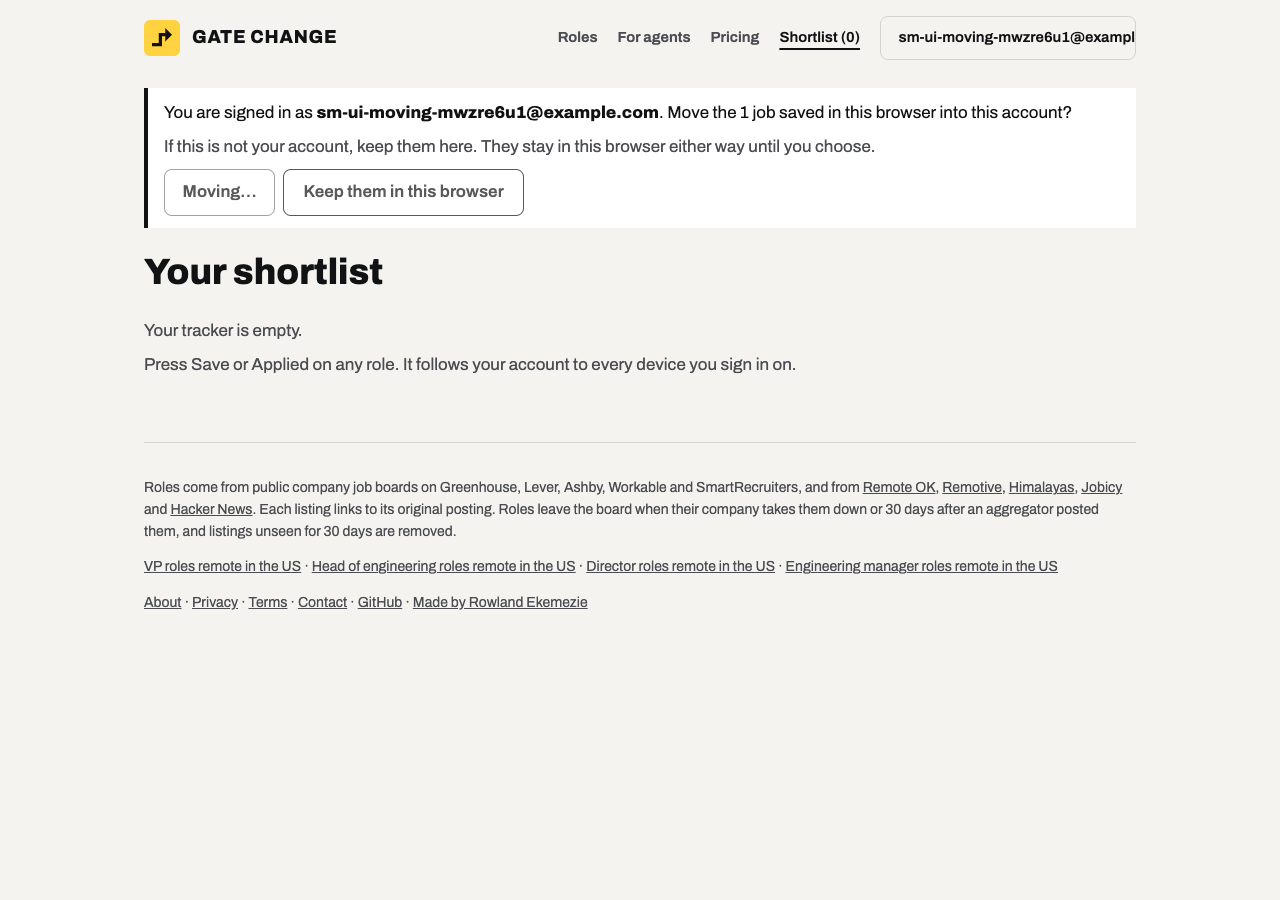 GATE CHANGE
Roles
For agents
Pricing
Shortlist (0)
sm-ui-moving-mwzre6u1@exampl
You are signed in as sm-ui-moving-mwzre6u1@example.com. Move the 1 job saved in this browser into this account?
If this is not your account, keep them here. They stay in this browser either way until you choose.
Moving...
Keep them in this browser
Your shortlist
Your tracker is empty.
Press Save or Applied on any role. It follows your account to every device you sign in on.
Roles come from public company job boards on Greenhouse, Lever, Ashby, Workable and SmartRecruiters, and from Remote OK, Remotive, Himalayas, Jobicy
and Hacker News. Each listing links to its original posting. Roles leave the board when their company takes them down or 30 days after an aggregator posted
them, and listings unseen for 30 days are removed.
VP roles remote in the US · Head of engineering roles remote in the US · Director roles remote in the US · Engineering manager roles remote in the US
About · Privacy · Terms · Contact · GitHub · Made by Rowland Ekemezie